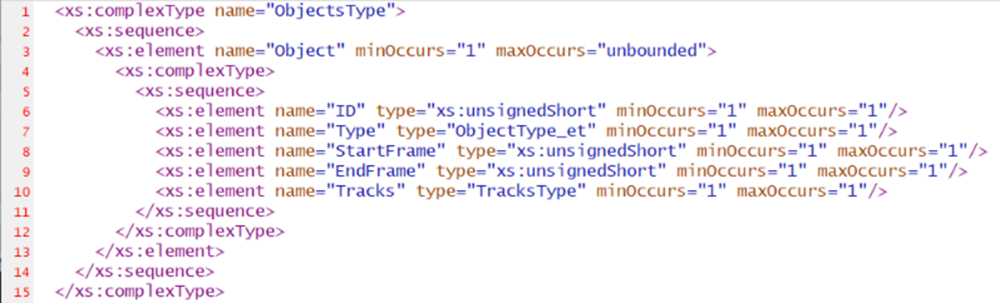 1 <xs:complexType name="ObjectsType">
2 <xs:sequence>
3 <xs:element name="Object" minOccurs="1" maxOccurs="unbounded">
4 <xs:complexType>
5 <xs:sequence>
6 <xs:element name="ID" type="xs:unsignedShort" minOccurs="1" maxOccurs="1"/>
7 <xs:element name="Type" type="ObjectType_et" minOccurs="1" maxOccurs="1"/>
8 <xs:element name="StartFrame" type="xs:unsignedShort" minOccurs="1" maxOccurs="1"/>
9 <xs:element name="EndFrame" type="xs:unsignedShort" minOccurs="1" maxOccurs="1"/>
10 <xs:element name="Tracks" type="TracksType" minOccurs="1" maxOccurs="1"/>
11 </xs:sequence>
12 </xs:complexType>
13 </xs:element>
14 </xs:sequence>
15 </xs:complexType>